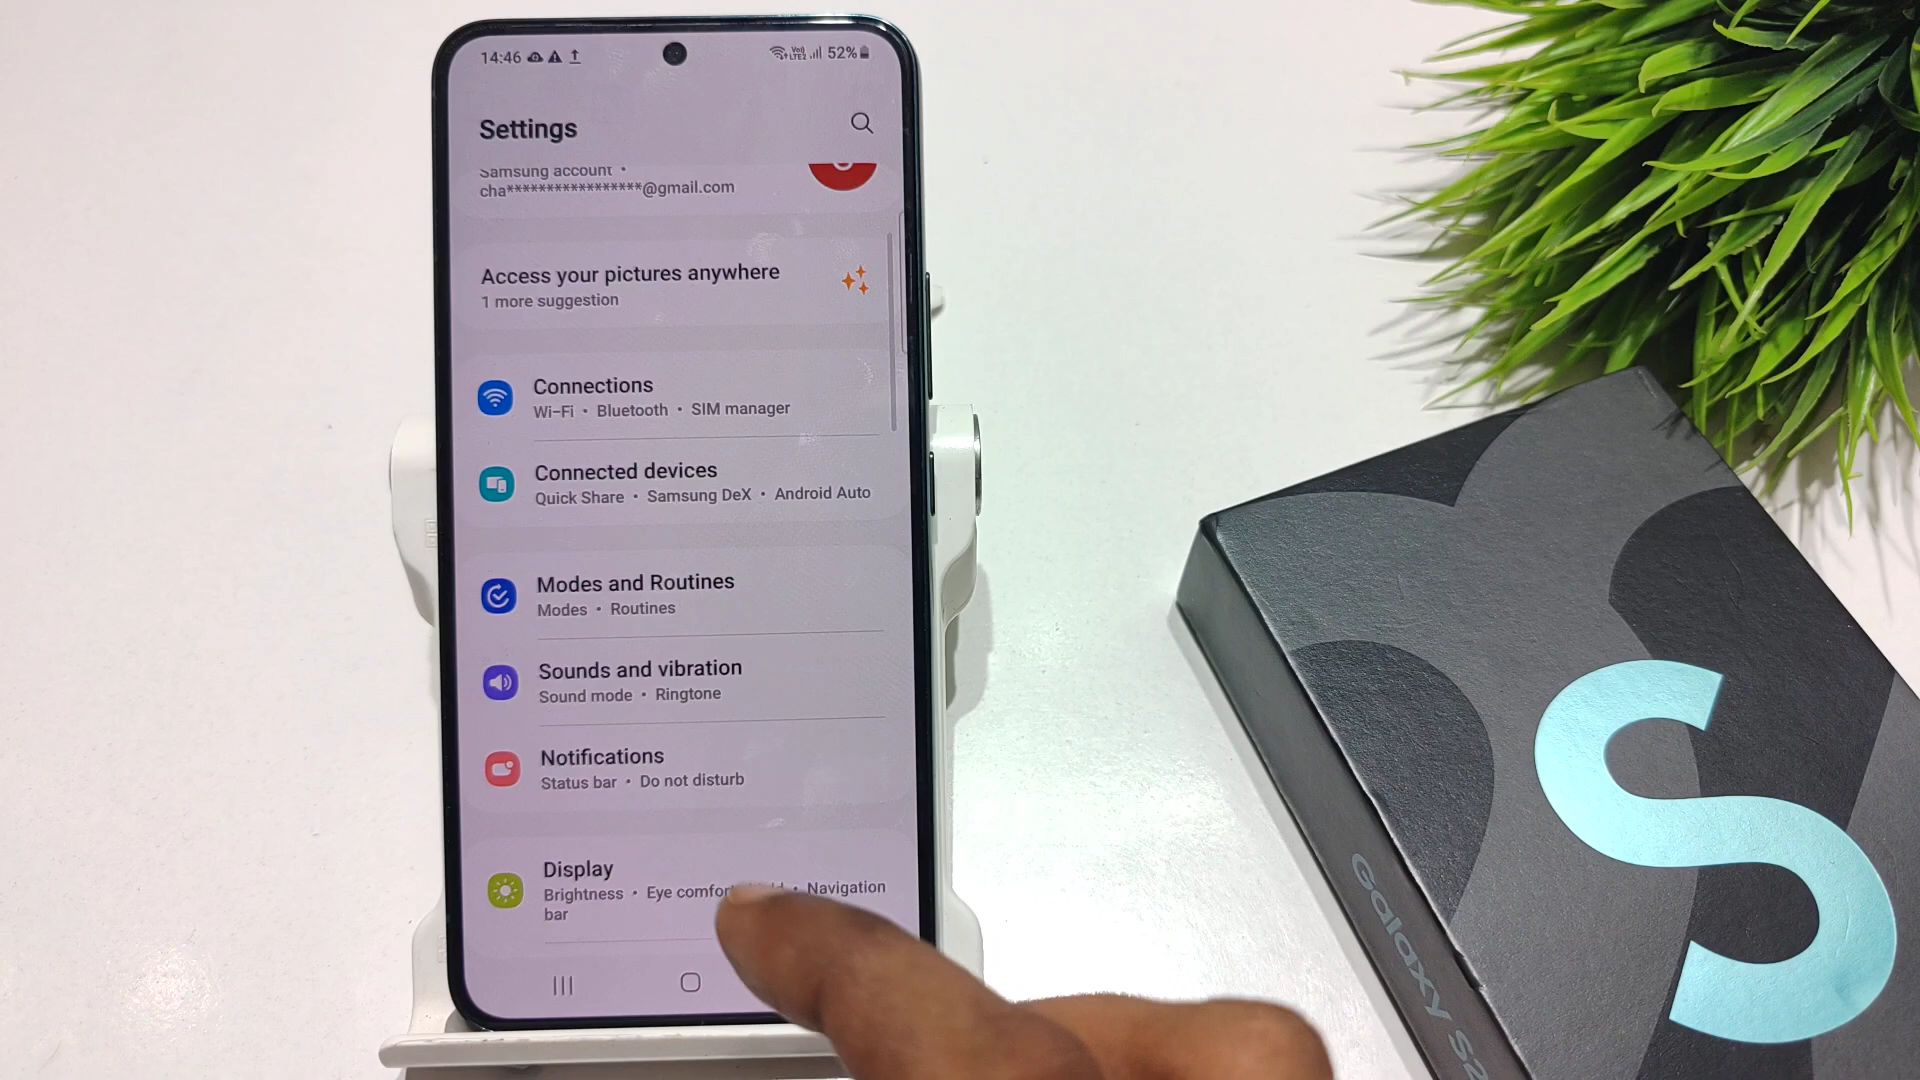 14:46
Voý LTE2 52%
Settings
Samsung account •
cha*****************@gmail.com
Access your pictures anywhere
1 more suggestion
Connections
Wi-Fi • Bluetooth • SIM manager
Connected devices
Quick Share • Samsung DeX • Android Auto
Modes and Routines
Modes • Routines
Sounds and vibration
Sound mode • Ringtone
Notifications
Status bar • Do not disturb
Display
Brightness • Eye • Navigation
bar
S
Galaxy